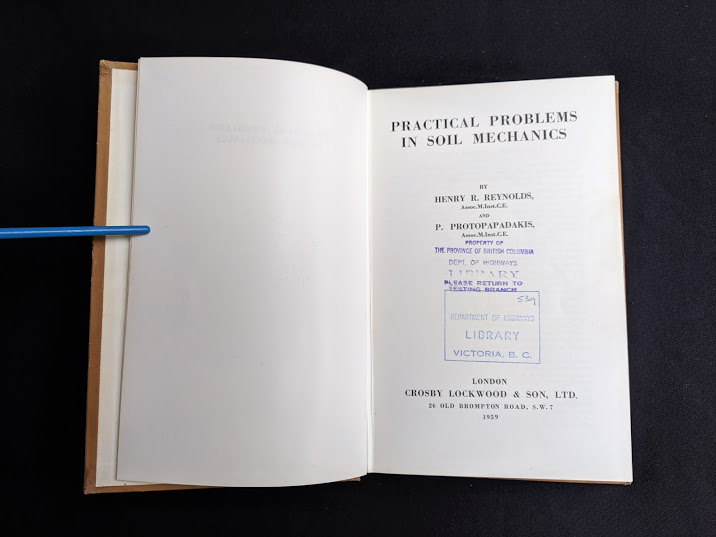 PRACTICAL PROBLEMS
IN SOIL MECHANICS
BY
HENRY R. REYNOLDS,
Assoc.M.Inst.C.E.
AND
P. PROTOPAPADAKIS,
Assoc.M.Inst.C.E.
PROPERTY OF
THE PROVINCE OF BRITISH COLUMBIA
DEPT. OF HIGHWAYS
LIBRARY
PLEASE RETURN TO
TESTING BRANCH
539
DEPARTMENT OF HIGHWAYS
LIBRARY
VICTORIA, B. C.
LONDON
CROSBY LOCKWOOD & SON, LTD.
26 OLD BROMPTON ROAD, S.W.7
1959